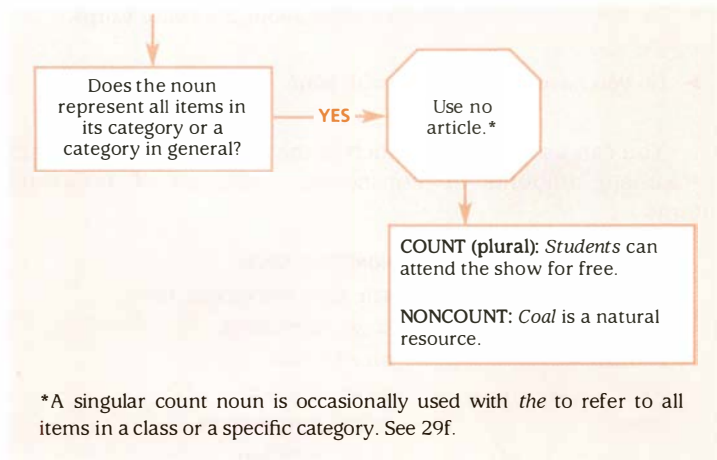 Does the noun
represent all items in
its category or a
category in general?
YES
Use no
article.*
COUNT (plural): Students can
attend the show for free.
NONCOUNT: Coal is a natural
resource.
*A singular count noun is occasionally used with the to refer to all
items in a class or a specific category. See 29f.